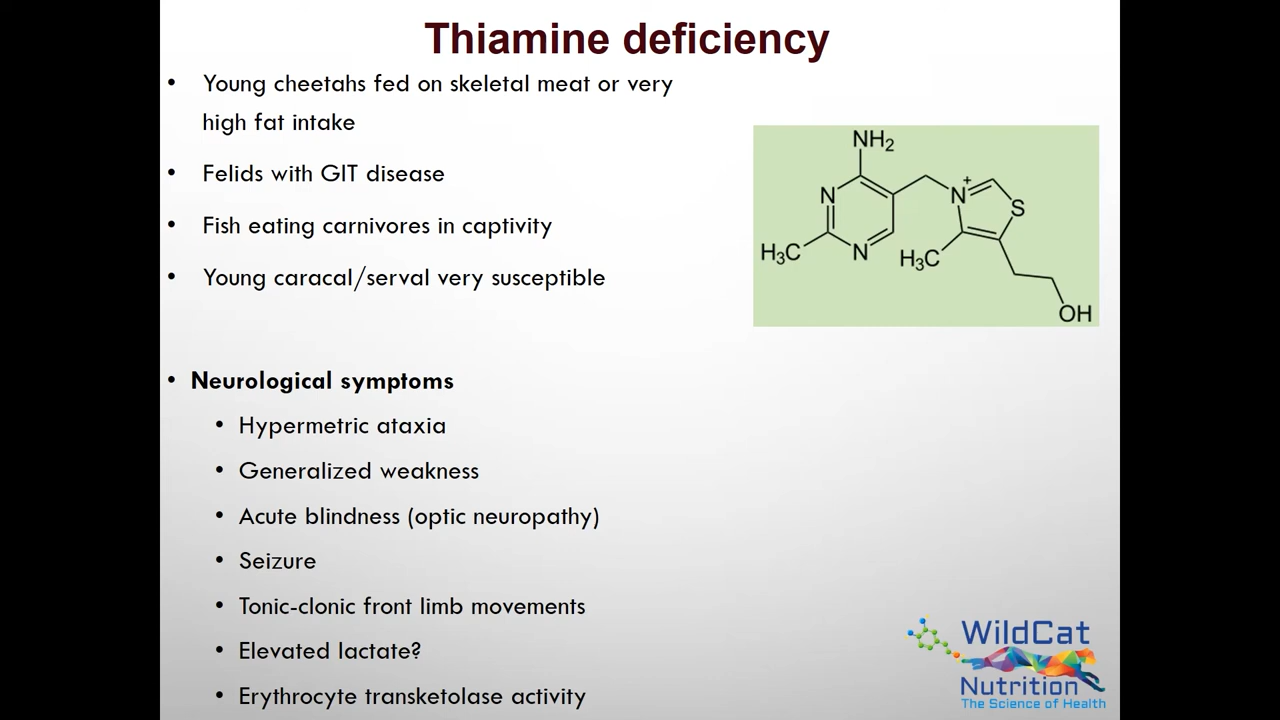 Thiamine deficiency
• Young cheetahs fed on skeletal meat or very
high fat intake
• Felids with GIT disease
• Fish eating carnivores in captivity
• Young caracal/serval very susceptible
NH2
N
N
H3C
N+
S
H3C
OH
• Neurological symptoms
• Hypermetric ataxia
• Generalized weakness
• Acute blindness (optic neuropathy)
• Seizure
• Tonic-clonic front limb movements
• Elevated lactate?
• Erythrocyte transketolase activity
WildCat
Nutrition
The Science of Health